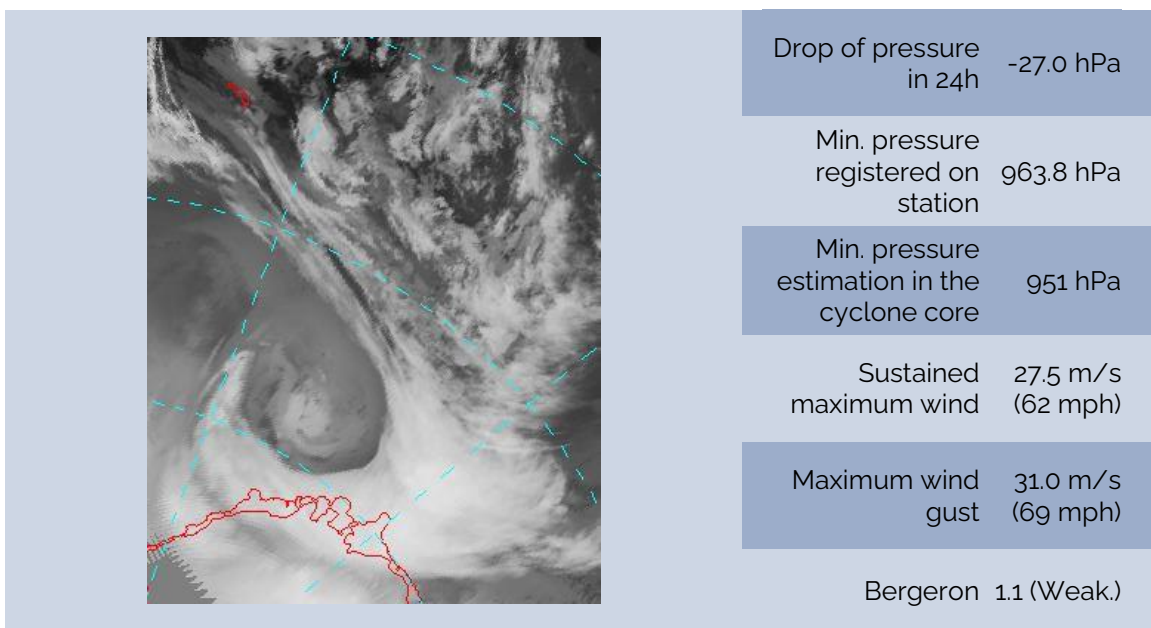 Drop of pressure
in 24h
-27.0 hPa
Min. pressure
registered on
station
963.8 hPa
Min. pressure
estimation in the
cyclone core
951 hPa
Sustained
maximum wind
27.5 m/s
(62 mph)
Maximum wind
gust
31.0 m/s
(69 mph)
Bergeron
1.1 (Weak.)